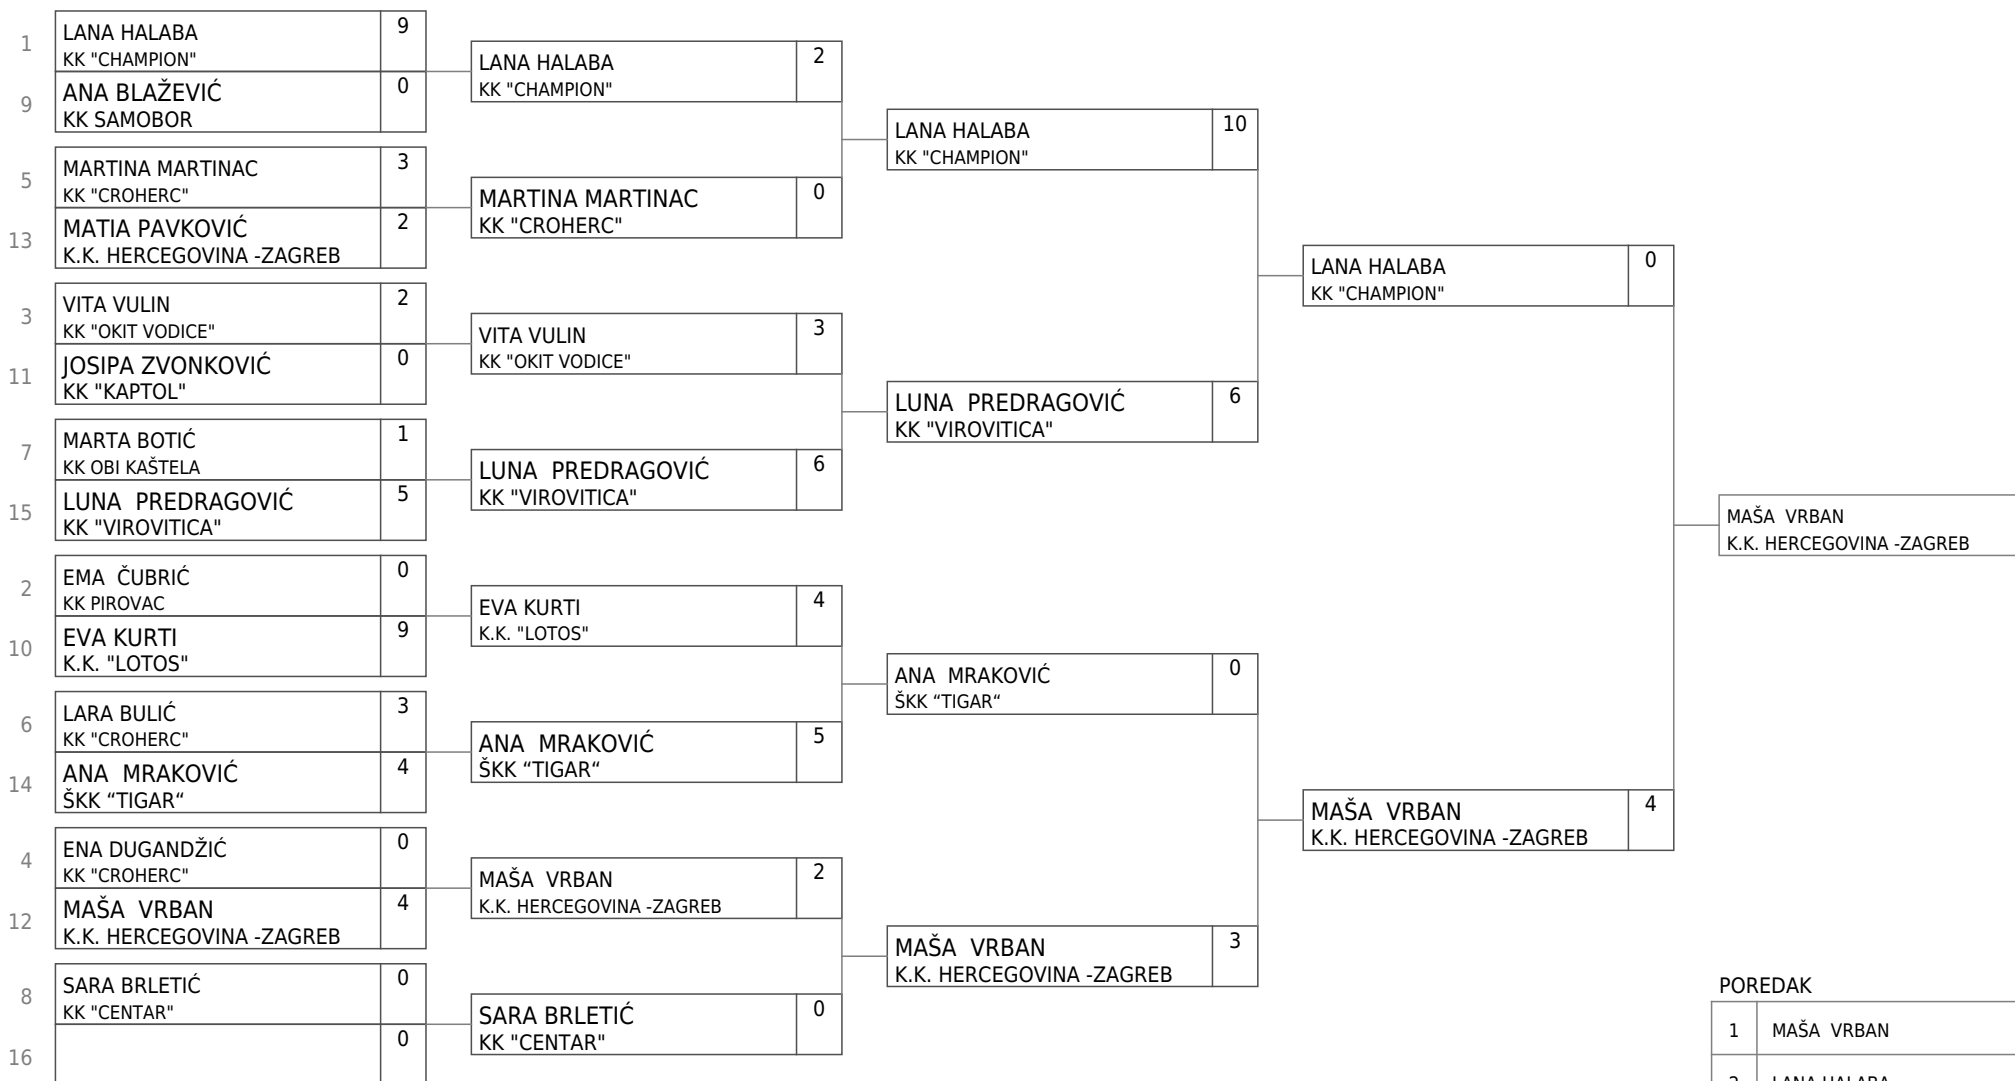 1
LANA HALABA
KK "CHAMPION"
9
9
ANA BLAŽEVIĆ
KK SAMOBOR
0
5
MARTINA MARTINAC
KK "CROHERC"
3
13
MATIA PAVKOVIĆ
K.K. HERCEGOVINA -ZAGREB
2
3
VITA VULIN
KK "OKIT VODICE"
2
11
JOSIPA ZVONKOVIĆ
KK "KAPTOL"
0
7
MARTA BOTIĆ
KK OBI KAŠTELA
1
15
LUNA  PREDRAGOVIĆ
KK "VIROVITICA"
5
2
EMA  ČUBRIĆ
KK PIROVAC
0
10
EVA KURTI
K.K. "LOTOS"
9
6
LARA BULIĆ
KK "CROHERC"
3
14
ANA  MRAKOVIĆ
ŠKK “TIGAR“
4
4
ENA DUGANDŽIĆ
KK "CROHERC"
0
12
MAŠA  VRBAN
K.K. HERCEGOVINA -ZAGREB
4
8
SARA BRLETIĆ
KK "CENTAR"
0
16
0
LANA HALABA
KK "CHAMPION"
2
MARTINA MARTINAC
KK "CROHERC"
0
VITA VULIN
KK "OKIT VODICE"
3
LUNA  PREDRAGOVIĆ
KK "VIROVITICA"
6
EVA KURTI
K.K. "LOTOS"
4
ANA  MRAKOVIĆ
ŠKK “TIGAR“
5
MAŠA  VRBAN
K.K. HERCEGOVINA -ZAGREB
2
SARA BRLETIĆ
KK "CENTAR"
0
LANA HALABA
KK "CHAMPION"
10
LUNA  PREDRAGOVIĆ
KK "VIROVITICA"
6
ANA  MRAKOVIĆ
ŠKK “TIGAR“
0
MAŠA  VRBAN
K.K. HERCEGOVINA -ZAGREB
3
LANA HALABA
KK "CHAMPION"
0
MAŠA  VRBAN
K.K. HERCEGOVINA -ZAGREB
4
MAŠA  VRBAN
K.K. HERCEGOVINA -ZAGREB
POREDAK
1 MAŠA  VRBAN
2 LANA HALABA